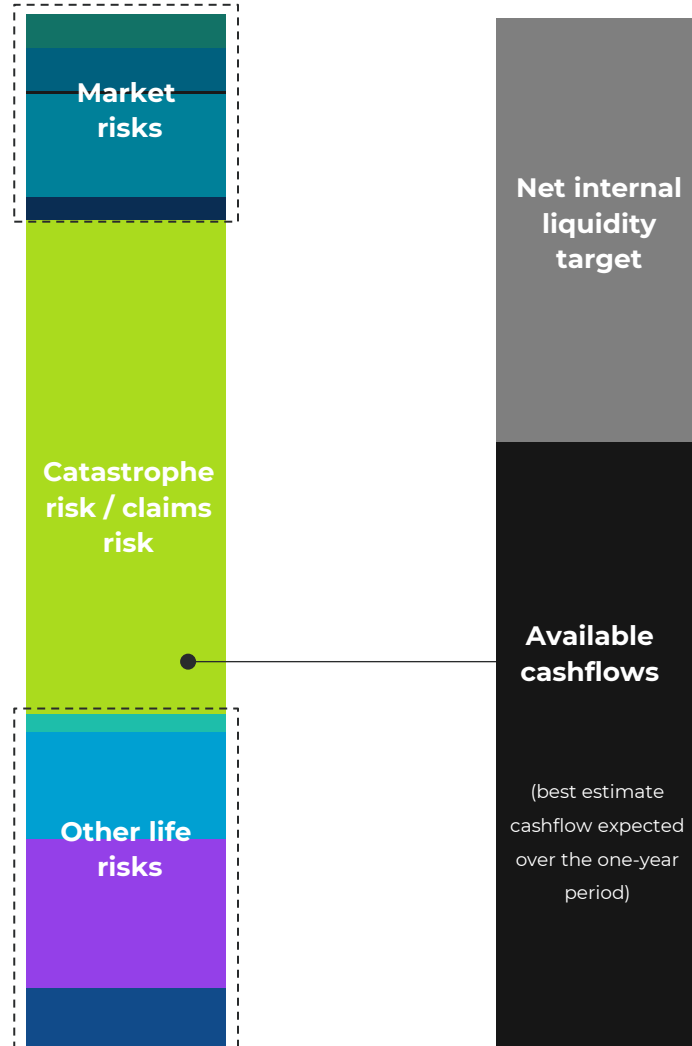 Market
risks
Catastrophe
risk / claims
risk
Other life
risks
Net internal
liquidity
target
Available
cashflows
(best estimate
cashflow expected
over the one-year
period)